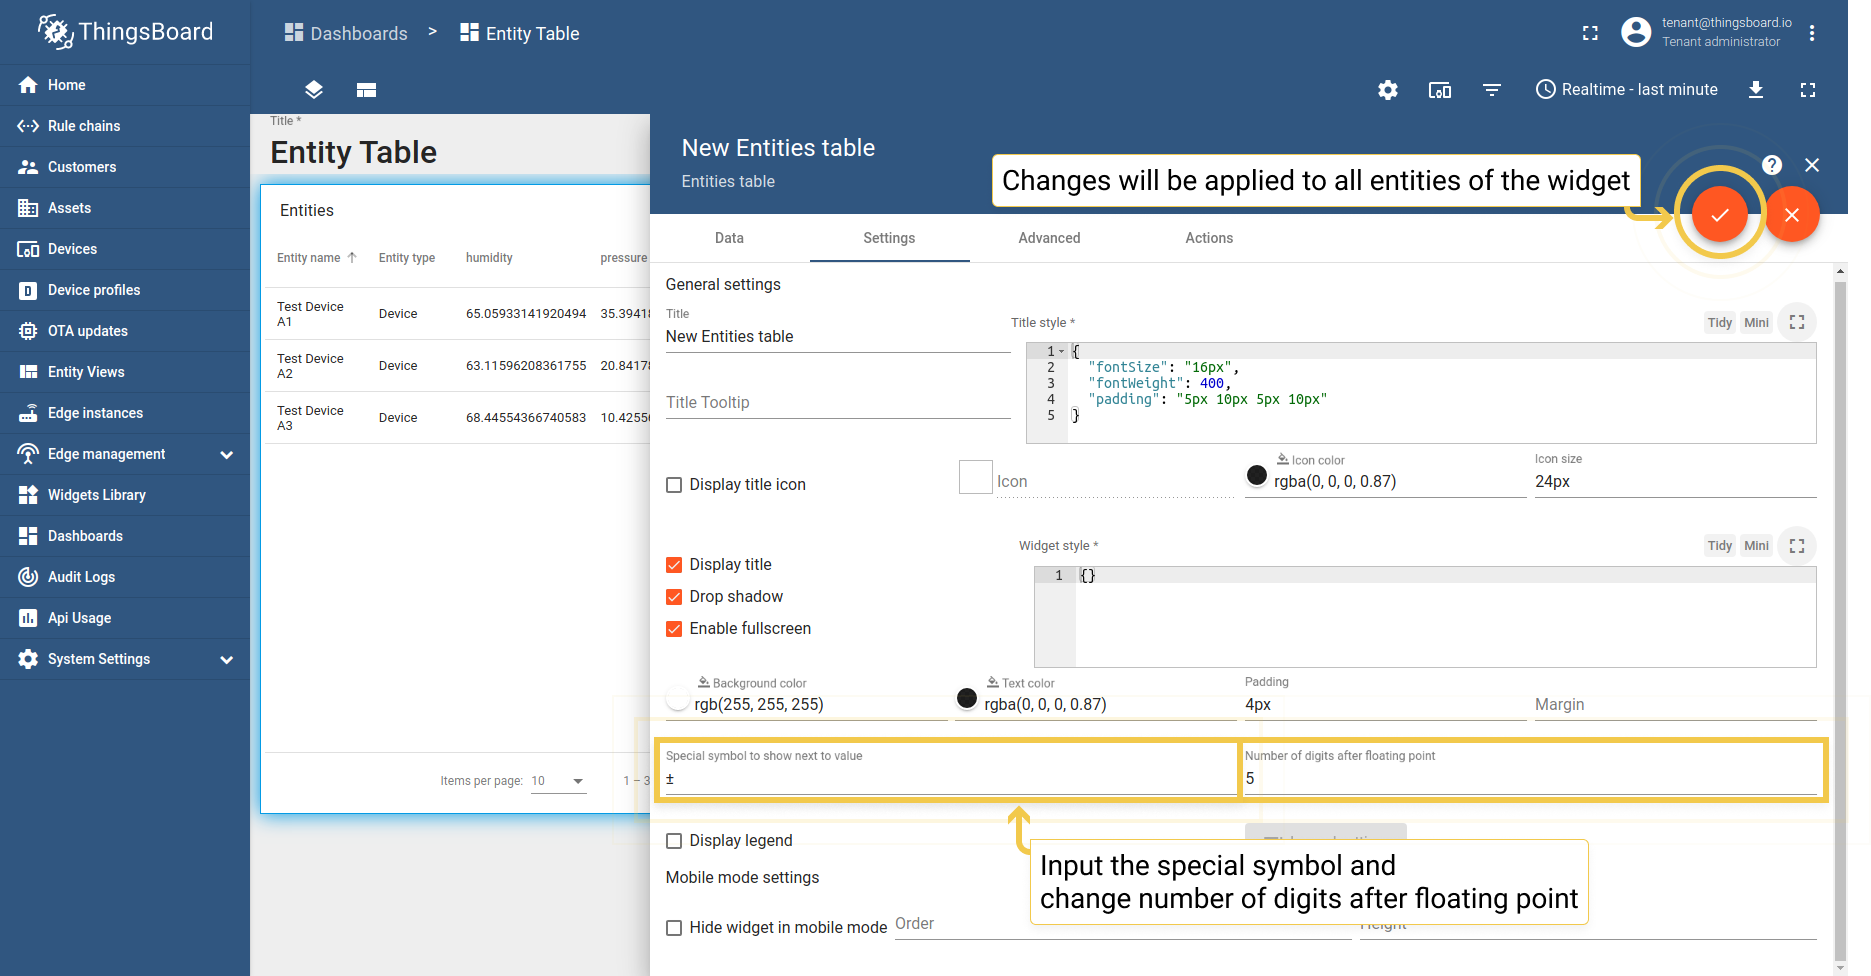 ThingsBoard
Dashboards > Entity Table
tenant@thingsboard.io
Tenant administrator
Realtime - last minute
Home
Rule chains
Customers
Assets
Devices
Device profiles
OTA updates
Entity Views
Edge instances
Edge management
Widgets Library
Dashboards
Audit Logs
Api Usage
System Settings
Title *
Entity Table
Entities
Entity name Entity type humidity pressure
Test Device A1 Device 65.05933141920494 35.39418
Test Device A2 Device 63.11596208361755 20.84178
Test Device A3 Device 68.44554366740583 10.4255
Items per page: 10 1 – 3
New Entities table
Entities table
Changes will be applied to all entities of the widget
Data Settings Advanced Actions
General settings
Title
New Entities table
Title Tooltip
Title style *
Tidy Mini
1 {
2 "fontSize": "16px",
3 "fontWeight": 400,
4 "padding": "5px 10px 5px 10px"
5 }
Display title icon
Icon
Icon color
rgba(0, 0, 0, 0.87)
Icon size
24px
Display title
Drop shadow
Enable fullscreen
Widget style *
Tidy Mini
1 {}
Background color
rgb(255, 255, 255)
Text color
rgba(0, 0, 0, 0.87)
Padding
4px
Margin
Special symbol to show next to value
±
Number of digits after floating point
5
Display legend
Input the special symbol and
change number of digits after floating point
Mobile mode settings
Hide widget in mobile mode
Order
Height